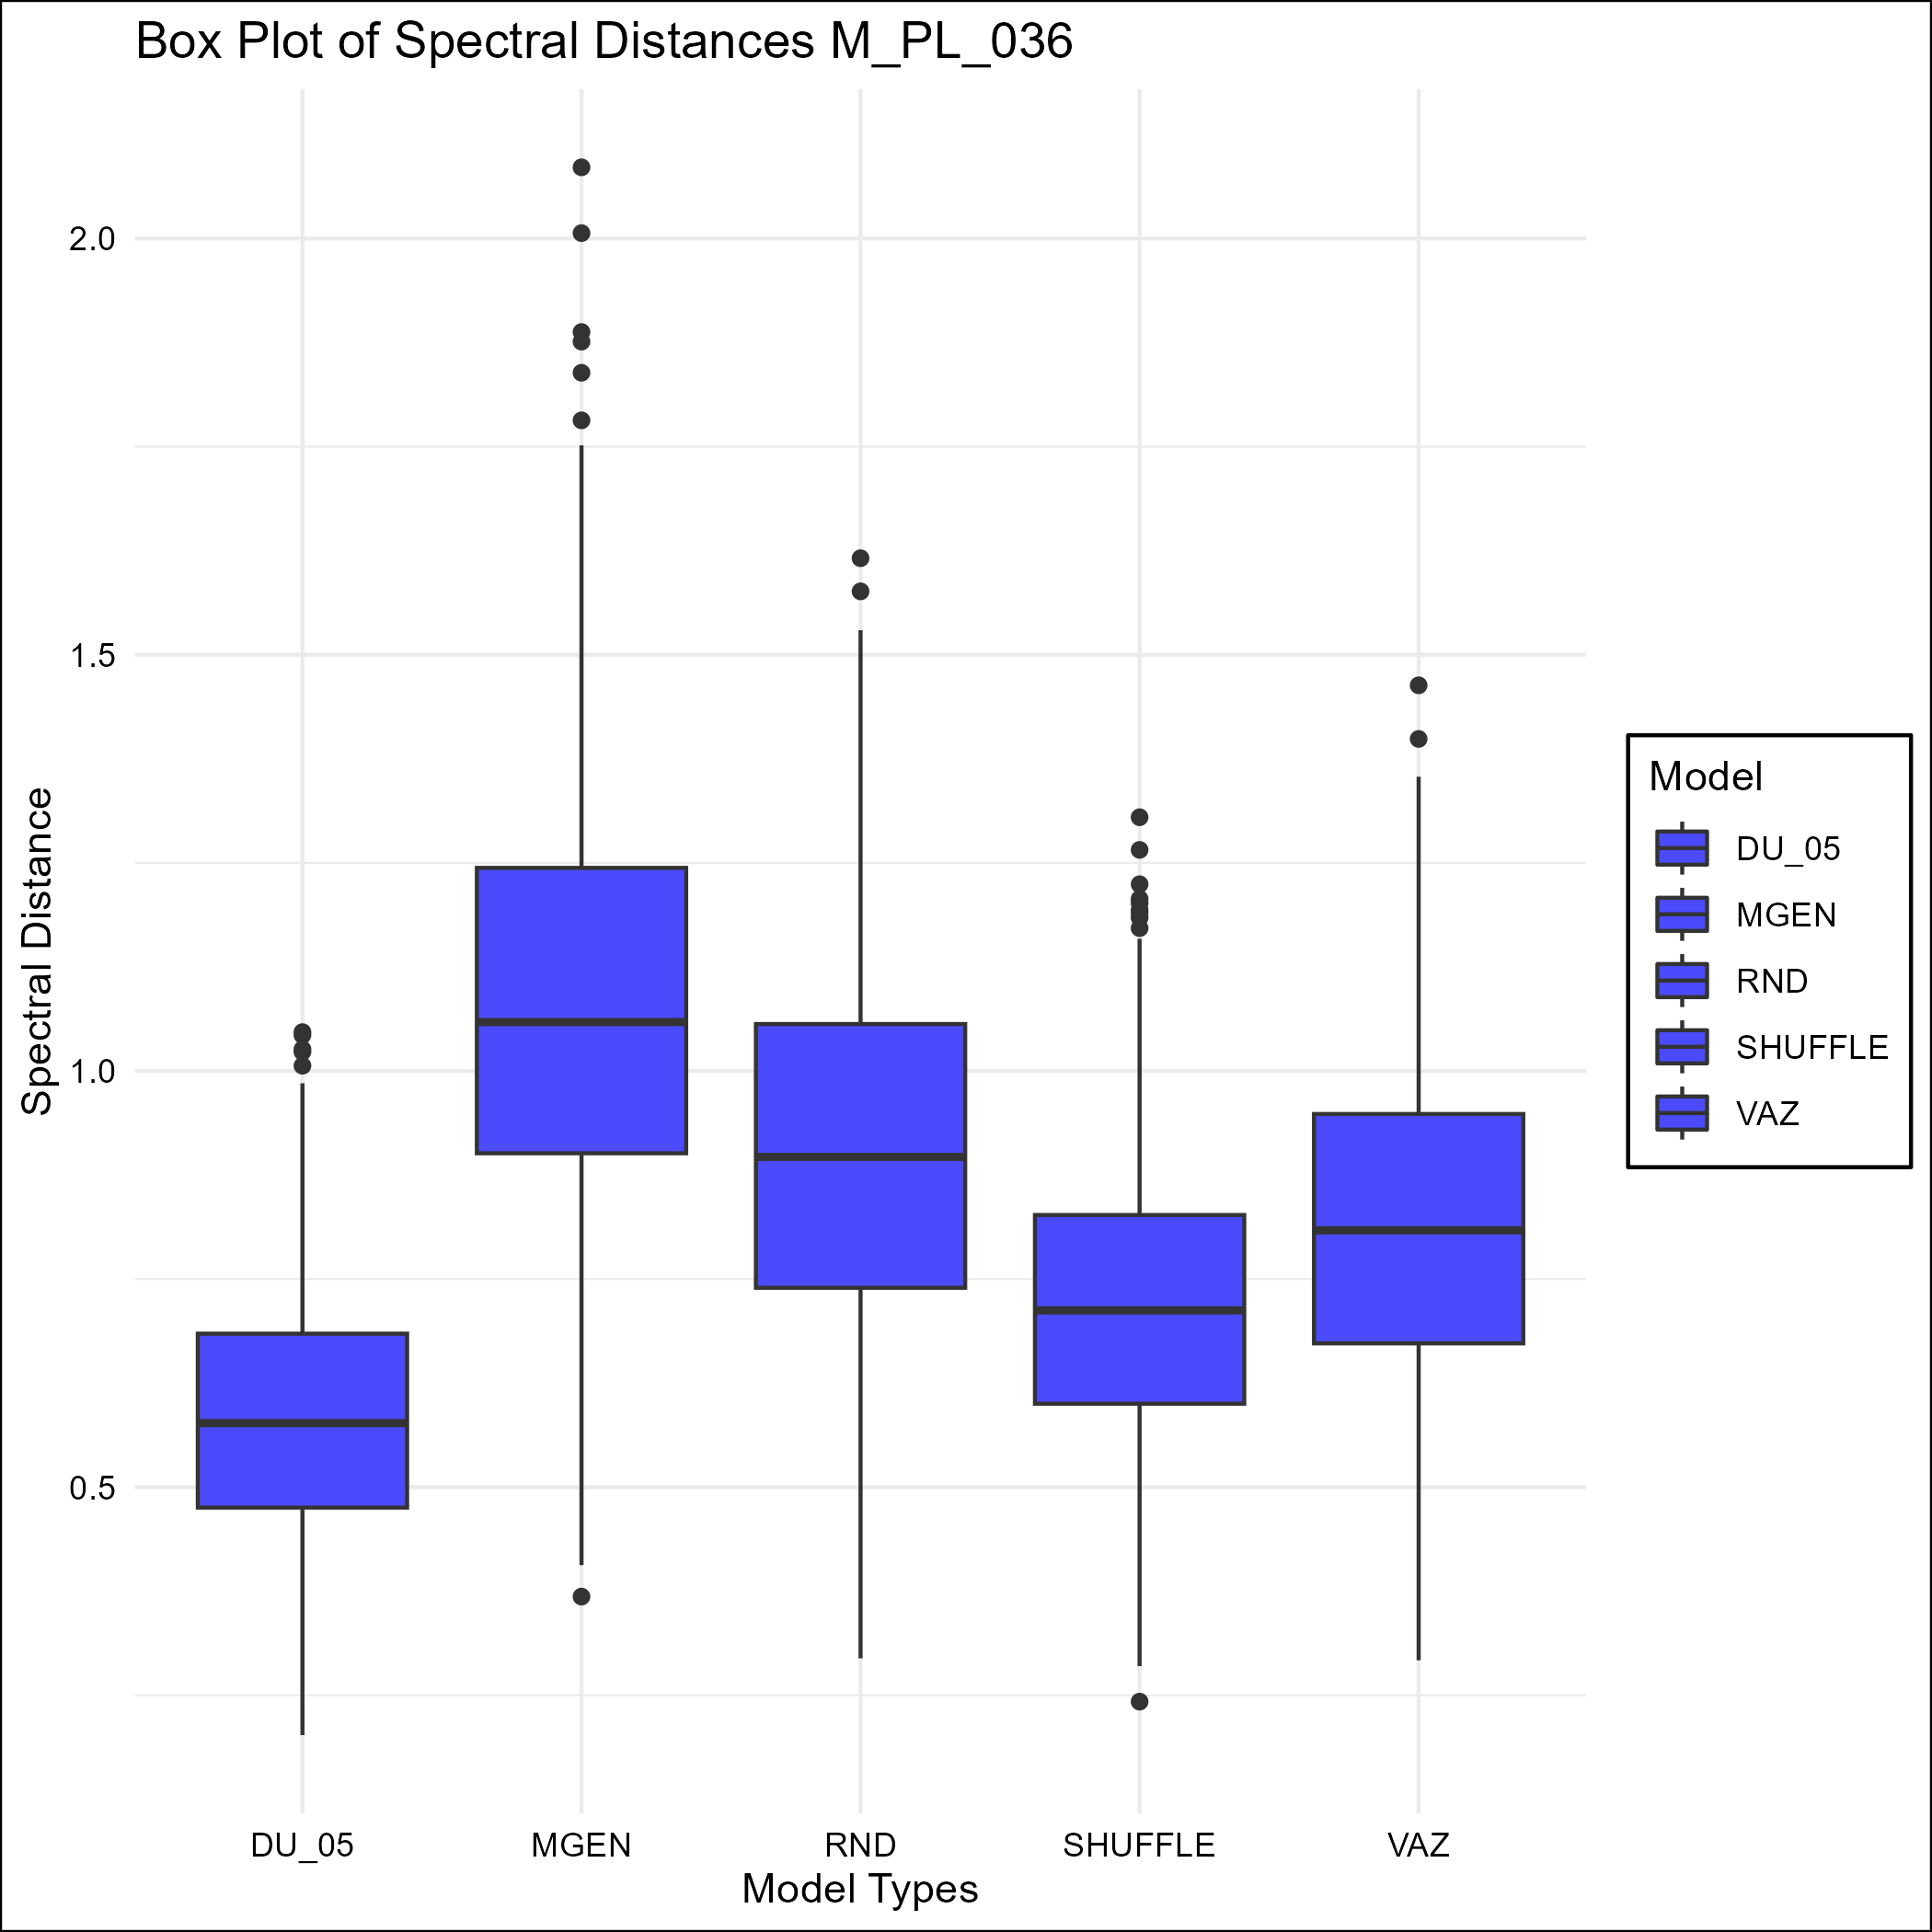 Box Plot of Spectral Distances M_PL_036
Spectral Distance
2.0
1.5
1.0
0.5
DU_05
MGEN
RND
SHUFFLE
VAZ
Model Types
Model
DU_05
MGEN
RND
SHUFFLE
VAZ